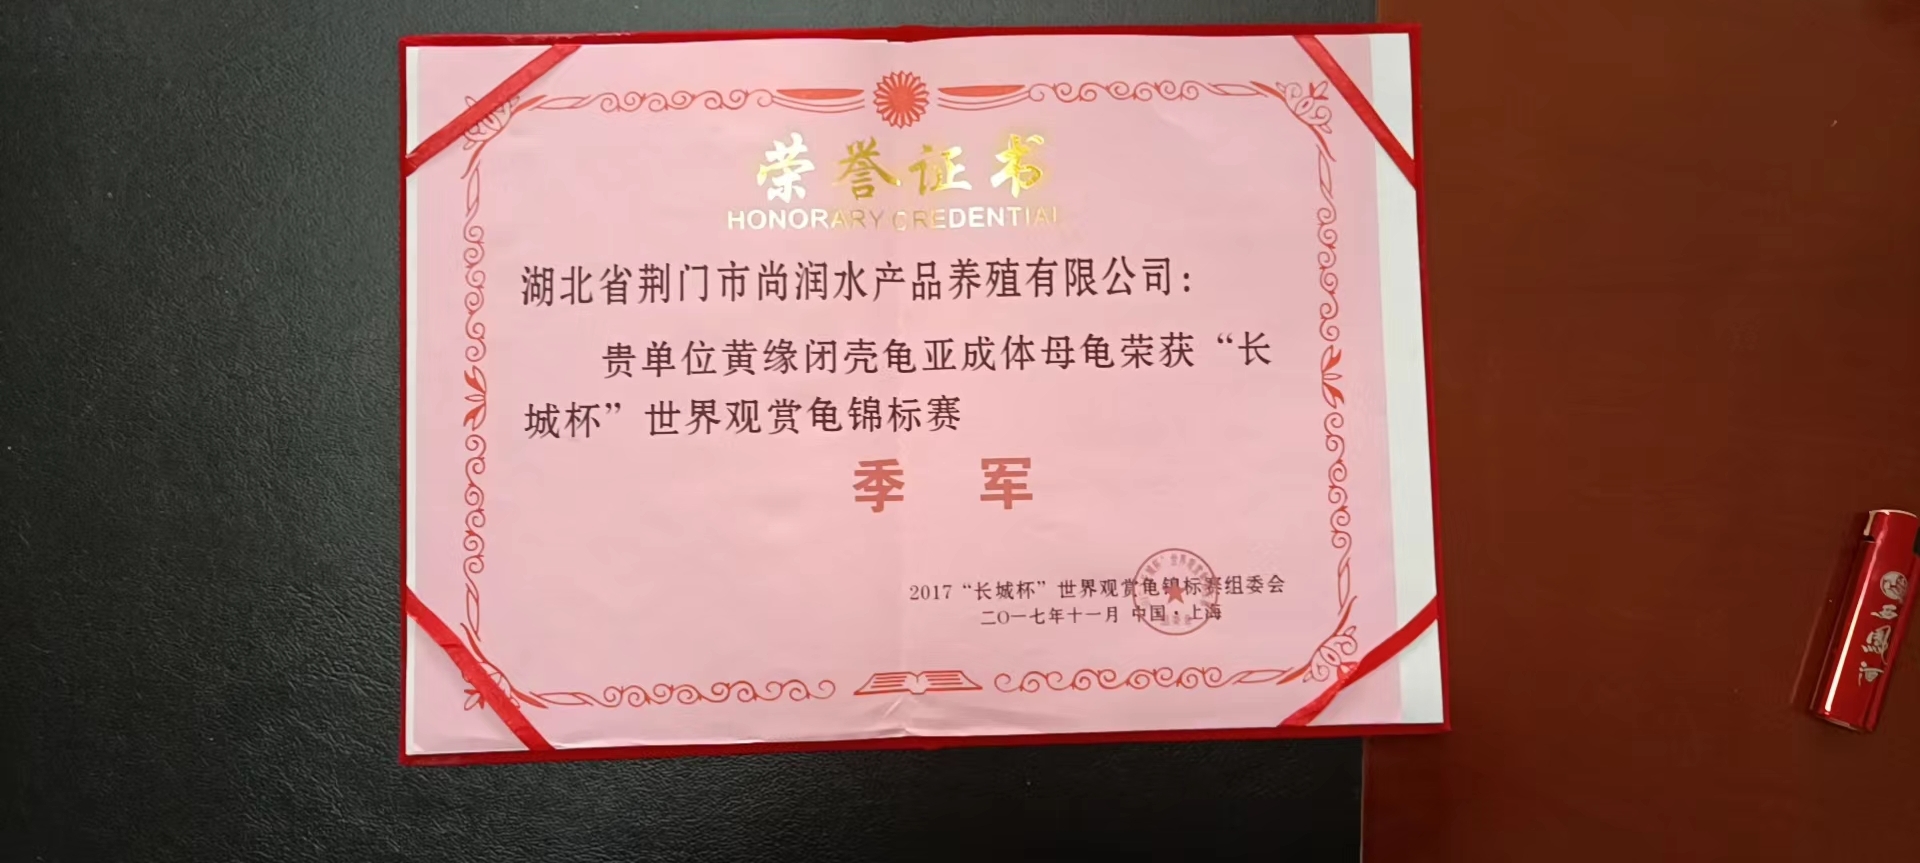 荣誉证书
HONORARY CREDENTIAL
湖北省荆门市尚润水产品养殖有限公司：
贵单位黄缘闭壳龟亚成体母龟荣获“长
城杯”世界观赏龟锦标赛
季 军
2017“长城杯”世界观赏龟锦标赛组委会
二〇一七年十一月 中国·上海